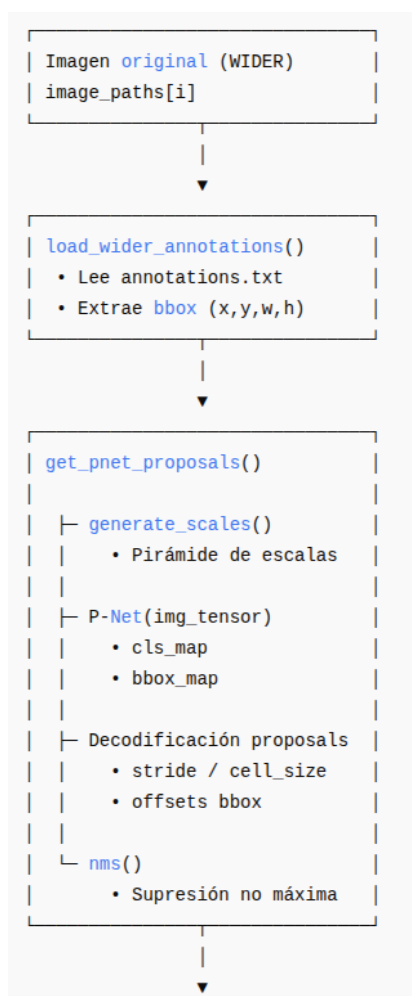 Imagen original (WIDER)
image_paths[i]
load_wider_annotations()
• Lee annotations.txt
• Extrae bbox (x,y,w,h)
get_pnet_proposals()
├─ generate_scales()
│ • Pirámide de escalas
├─ P-Net(img_tensor)
│ • cls_map
│ • bbox_map
├─ Decodificación proposals
│ • stride / cell_size
│ • offsets bbox
└─ nms()
• Supresión no máxima